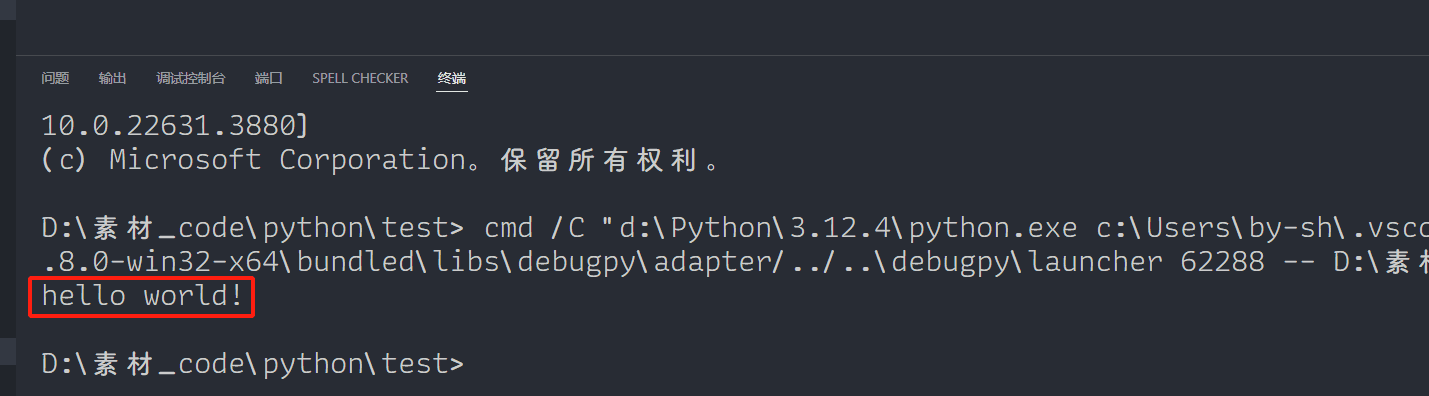 问题 输出 调试控制台 端口 SPELL CHECKER 终端
10.0.22631.3880]
(c) Microsoft Corporation。保留所有权利。
D:\素材_code\python\test> cmd /C "d:\Python\3.12.4\python.exe c:\Users\by-sh\.vsco
.8.0-win32-x64\bundled\libs\debugpy\adapter/../..\debugpy\launcher 62288 -- D:\素材
hello world!
D:\素材_code\python\test>